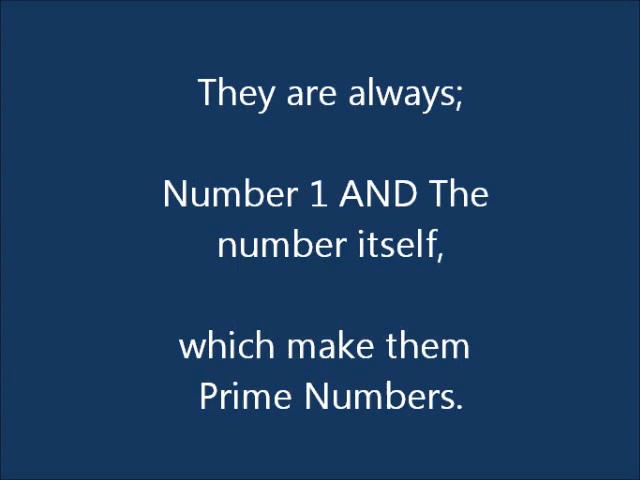 They are always;
Number 1 AND The
number itself,
which make them
Prime Numbers.